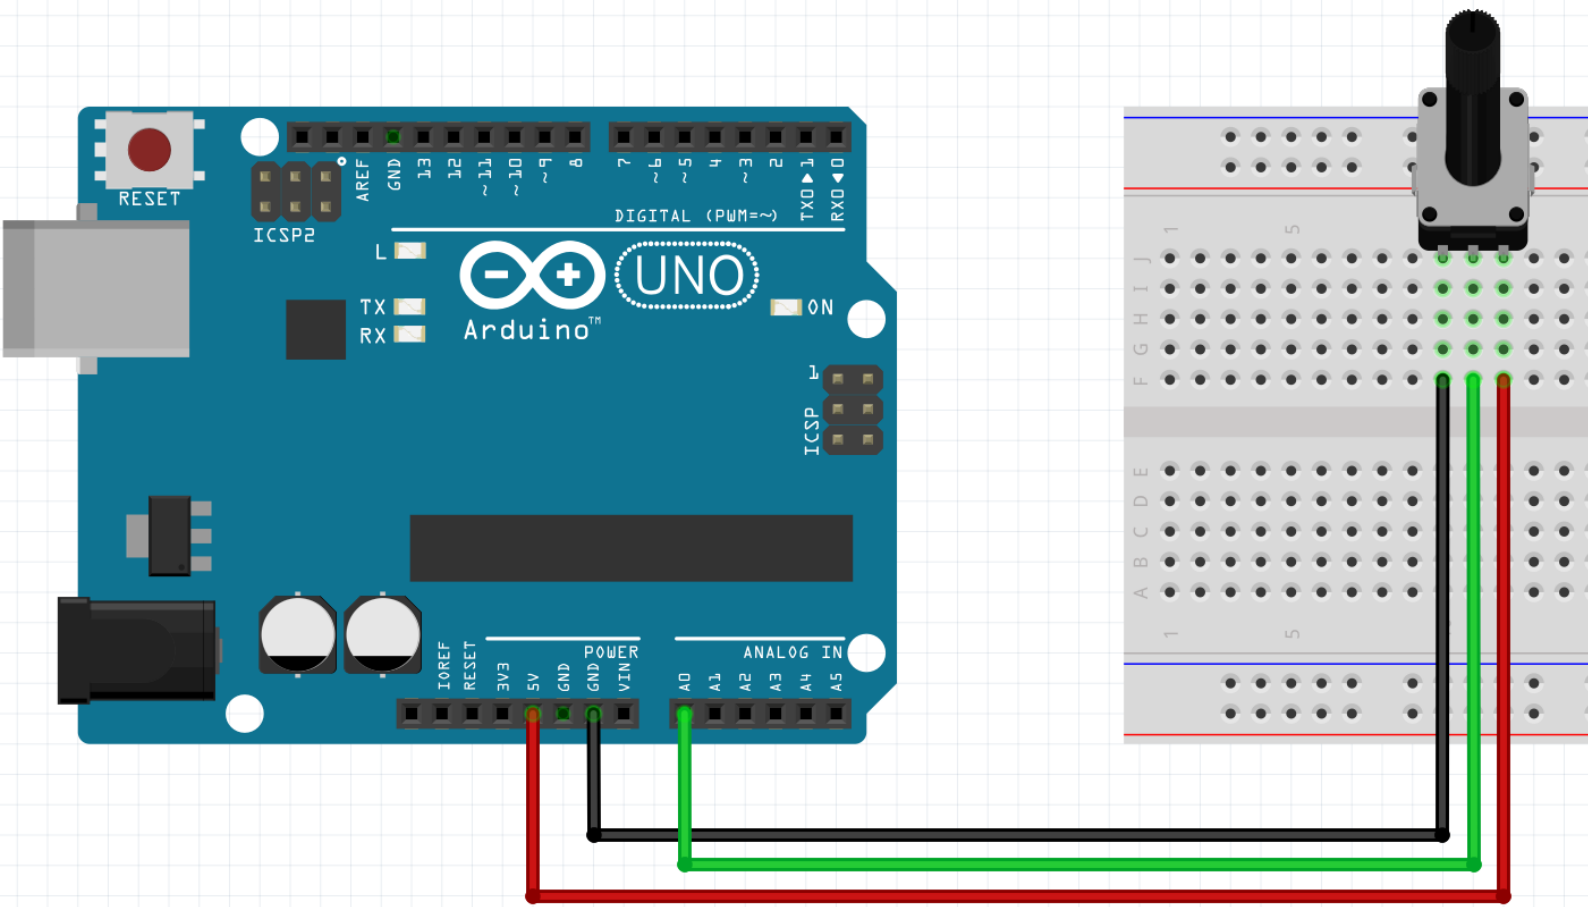 RESET
ICSP2
AREF
GND
13
12
~11
~10
~9
8
7
~6
~5
4
~3
2
TX0▶1
RX0◀0
DIGITAL (PWM=~)
L
TX
RX
Arduino™
UNO
ON
1
ICSP
IOREF
RESET
3V3
5V
GND
GND
VIN
POWER
ANALOG IN
A0
A1
A2
A3
A4
A5
1
5
J
I
H
G
F
E
D
C
B
A
1
5